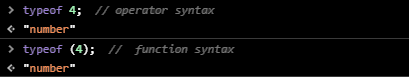 > typeof 4;  // operator syntax
< "number"
> typeof (4);  //  function syntax
< "number"